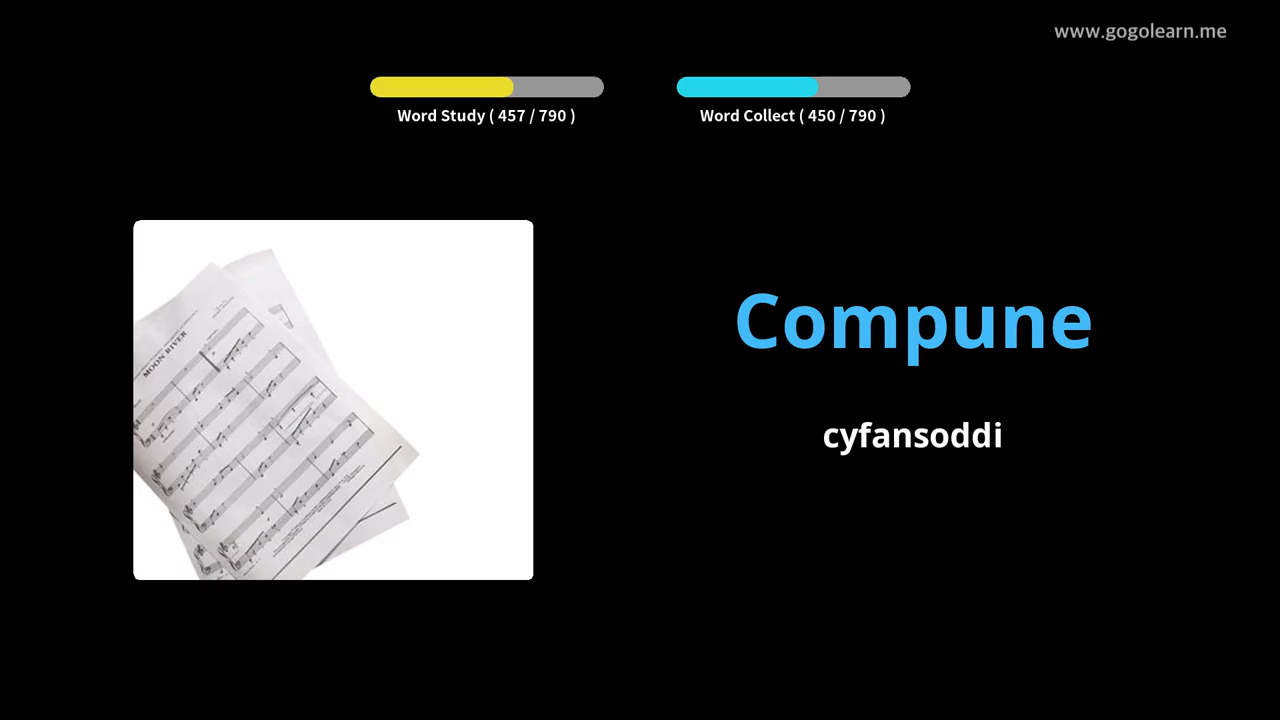 www.gogolearn.me
Word Study ( 457 / 790 )
Word Collect ( 450 / 790 )
MOON RIVER
Compune
cyfansoddi